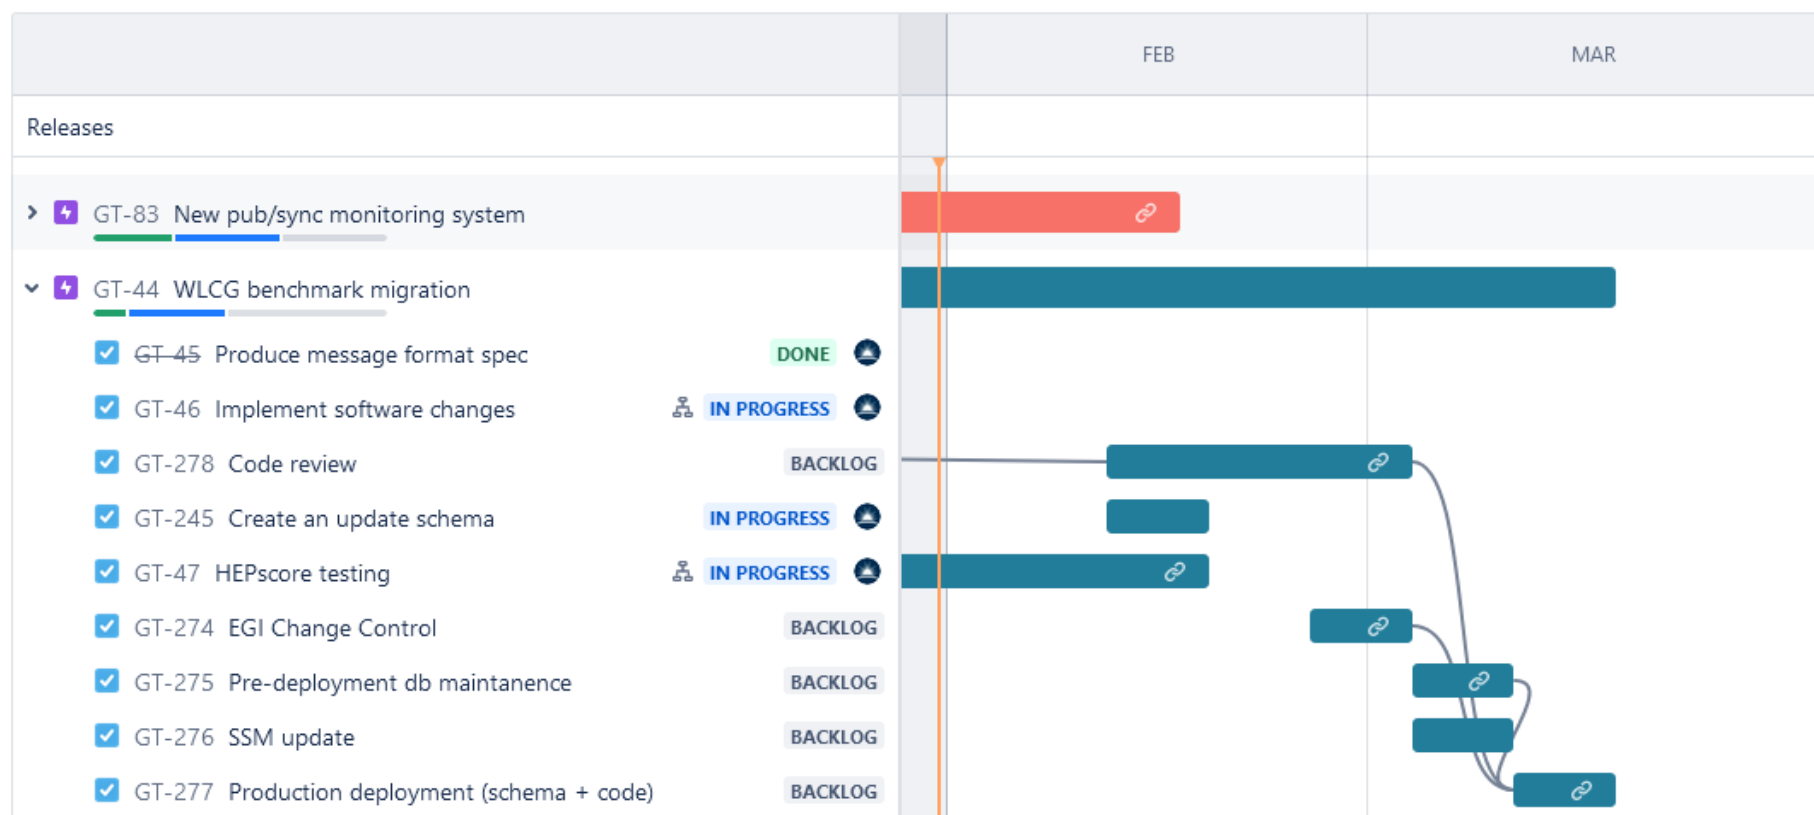 FEB MAR
Releases
GT-83 New pub/sync monitoring system
GT-44 WLCG benchmark migration
GT-45 Produce message format spec DONE
GT-46 Implement software changes IN PROGRESS
GT-278 Code review BACKLOG
GT-245 Create an update schema IN PROGRESS
GT-47 HEPscore testing IN PROGRESS
GT-274 EGI Change Control BACKLOG
GT-275 Pre-deployment db maintanence BACKLOG
GT-276 SSM update BACKLOG
GT-277 Production deployment (schema + code) BACKLOG